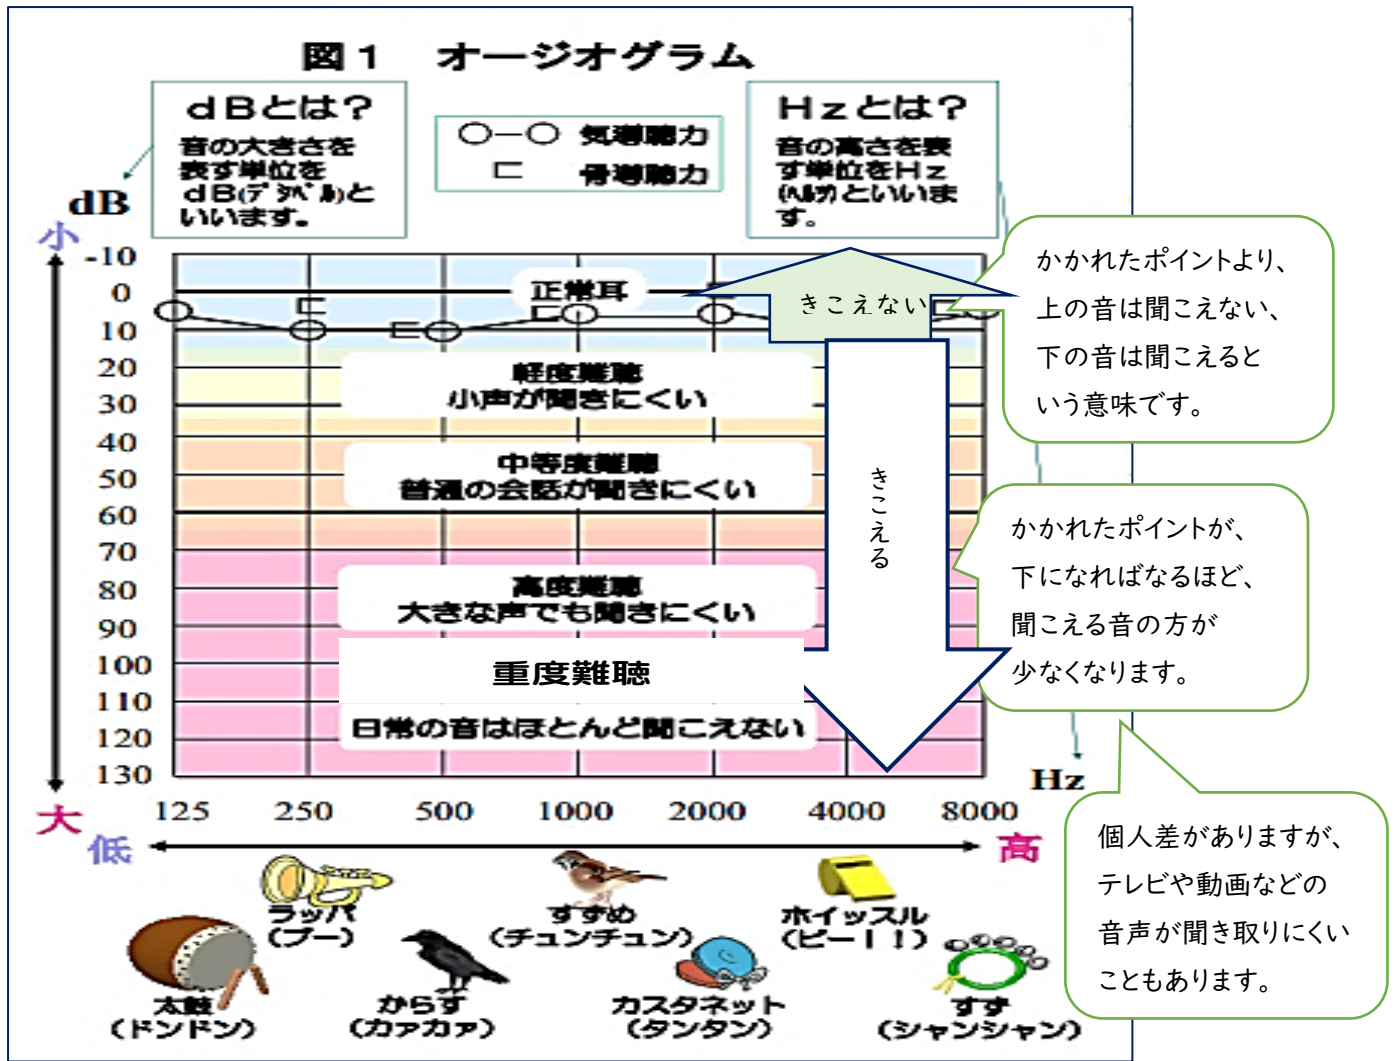 図１　オージオグラム
ｄＢとは？
音の大きさを
表す単位を
ｄＢ(デシベル)と
いいます。
○―○ 気導聴力
⊏ 骨導聴力
Ｈｚとは？
音の高さを表
す単位をＨｚ
(ヘルツ)といいま
す。
dB
小
-10
0
10
20
30
40
50
60
70
80
90
100
110
120
130
大
正常耳
軽度難聴
小声が聞きにくい
中等度難聴
普通の会話が聞きにくい
高度難聴
大きな声でも聞きにくい
重度難聴
日常の音はほとんど聞こえない
きこえない
きこえる
かかれたポイントより、
上の音は聞こえない、
下の音は聞こえると
いう意味です。
かかれたポイントが、
下になればなるほど、
聞こえる音の方が
少なくなります。
Hz
125 250 500 1000 2000 4000 8000
低
高
個人差がありますが、
テレビや動画などの
音声が聞き取りにくい
こともあります。
ラッパ
(プー)
すずめ
(チュンチュン)
ホイッスル
(ピー！！)
太鼓
(ドンドン)
からす
(カァカァ)
カスタネット
(タンタン)
すず
(シャンシャン)